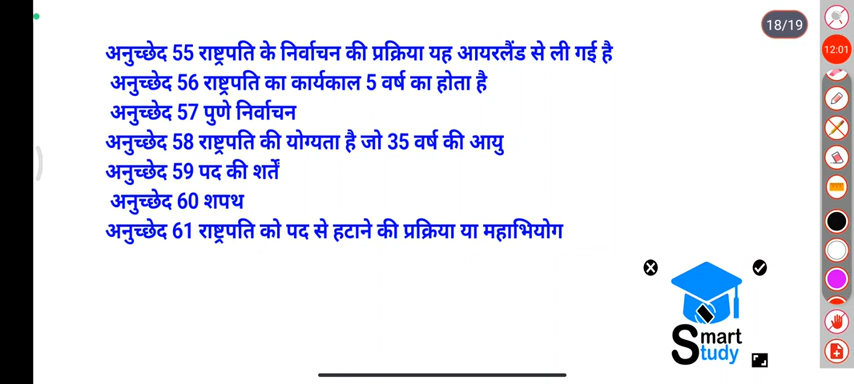 18/19
12:01
अनुच्छेद 55 राष्ट्रपति के निर्वाचन की प्रक्रिया यह आयरलैंड से ली गई है
अनुच्छेद 56 राष्ट्रपति का कार्यकाल 5 वर्ष का होता है
अनुच्छेद 57 पुणे निर्वाचन
अनुच्छेद 58 राष्ट्रपति की योग्यता है जो 35 वर्ष की आयु
अनुच्छेद 59 पद की शर्तें
अनुच्छेद 60 शपथ
अनुच्छेद 61 राष्ट्रपति को पद से हटाने की प्रक्रिया या महाभियोग
Smart
Study